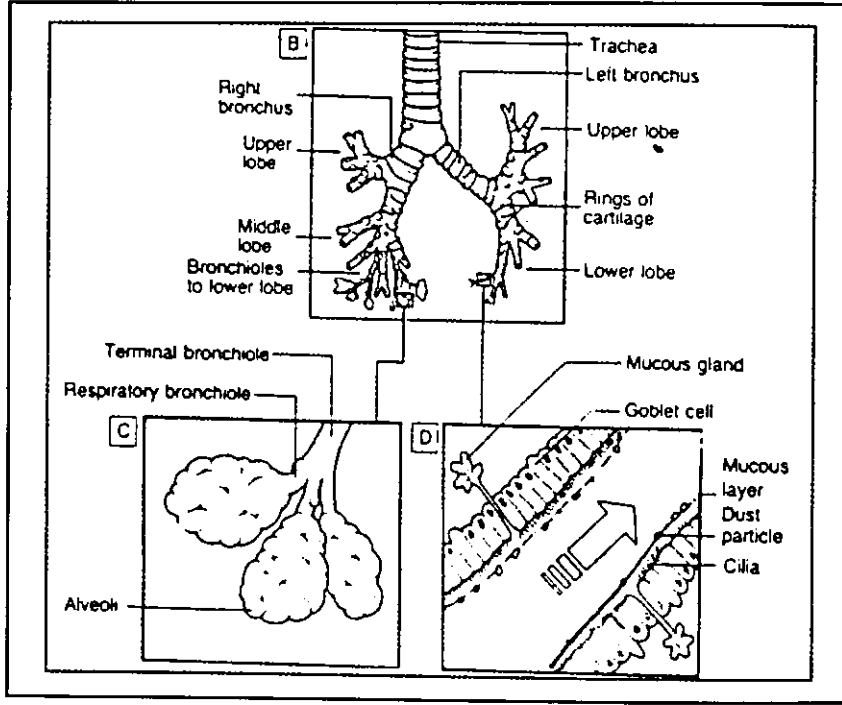 B
Trachea
Left bronchus
Right
bronchus
Upper lobe
Upper
lobe
Rings of
cartilage
Middle
lobe
Bronchioles
to lower lobe
Lower lobe
Terminal bronchiole
Mucous gland
Respiratory bronchiole
Goblet cell
C
D
Mucous
layer
Dust
particle
Cilia
Alveoli